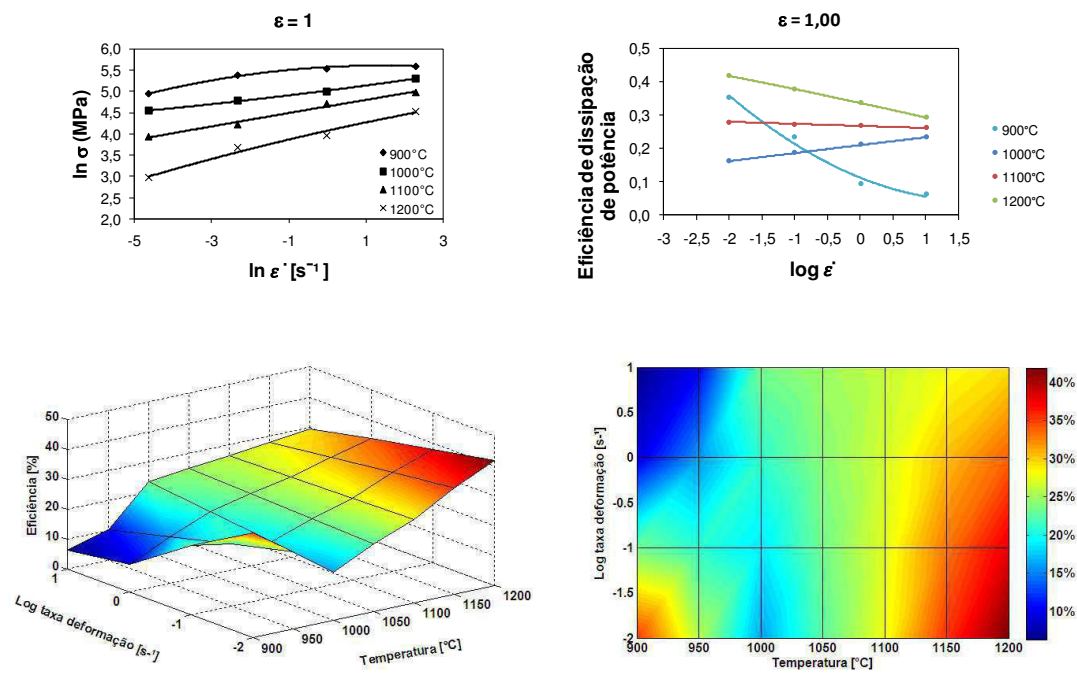 ε = 1
6,0
5,5
5,0
4,5
4,0
3,5
3,0
2,5
2,0
ln σ (MPa)
900°C
1000°C
1100°C
1200°C
-5 -3 -1 1 3
ln ε˙ [s⁻¹]
ε = 1,00
0,5
0,4
0,3
0,2
0,1
0,0
Eficiência de dissipação
de potência
900°C
1000°C
1100°C
1200°C
-3 -2,5 -2 -1,5 -1 -0,5 0 0,5 1 1,5
log ε˙
50
40
30
20
10
0
Eficiência [%]
1
0
-1
-2
Log taxa deformação [s-¹]
900
950
1000
1050
1100
1150
1200
Temperatura [°C]
1
0.5
0
-0.5
-1
-1.5
-2
Log taxa deformação [s-¹]
900 950 1000 1050 1100 1150 1200
Temperatura [°C]
40%
35%
30%
25%
20%
15%
10%